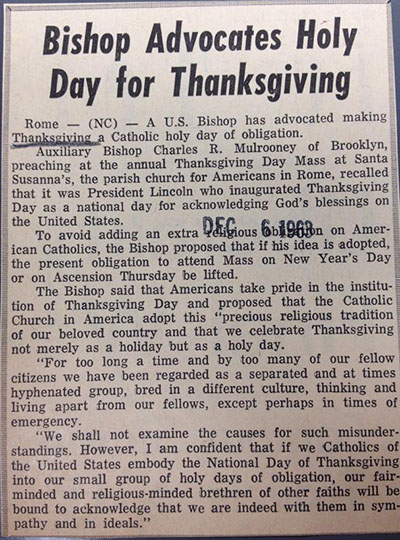 Bishop Advocates Holy
Day for Thanksgiving
Rome — (NC) — A U.S. Bishop has advocated making
Thanksgiving a Catholic holy day of obligation.
Auxiliary Bishop Charles R. Mulrooney of Brooklyn,
preaching at the annual Thanksgiving Day Mass at Santa
Susanna's, the parish church for Americans in Rome, recalled
that it was President Lincoln who inaugurated Thanksgiving
Day as a national day for acknowledging God's blessings on
the United States.
DEC 6 1963
To avoid adding an extra religious obligation on Amer-
ican Catholics, the Bishop proposed that if his idea is adopted,
the present obligation to attend Mass on New Year's Day
or on Ascension Thursday be lifted.
The Bishop said that Americans take pride in the institu-
tion of Thanksgiving Day and proposed that the Catholic
Church in America adopt this "precious religious tradition
of our beloved country and that we celebrate Thanksgiving
not merely as a holiday but as a holy day.
"For too long a time and by too many of our fellow
citizens we have been regarded as a separated and at times
hyphenated group, bred in a different culture, thinking and
living apart from our fellows, except perhaps in times of
emergency.
"We shall not examine the causes for such misunder-
standings. However, I am confident that if we Catholics of
the United States embody the National Day of Thanksgiving
into our small group of holy days of obligation, our fair-
minded and religious-minded brethren of other faiths will be
bound to acknowledge that we are indeed with them in sym-
pathy and in ideals."